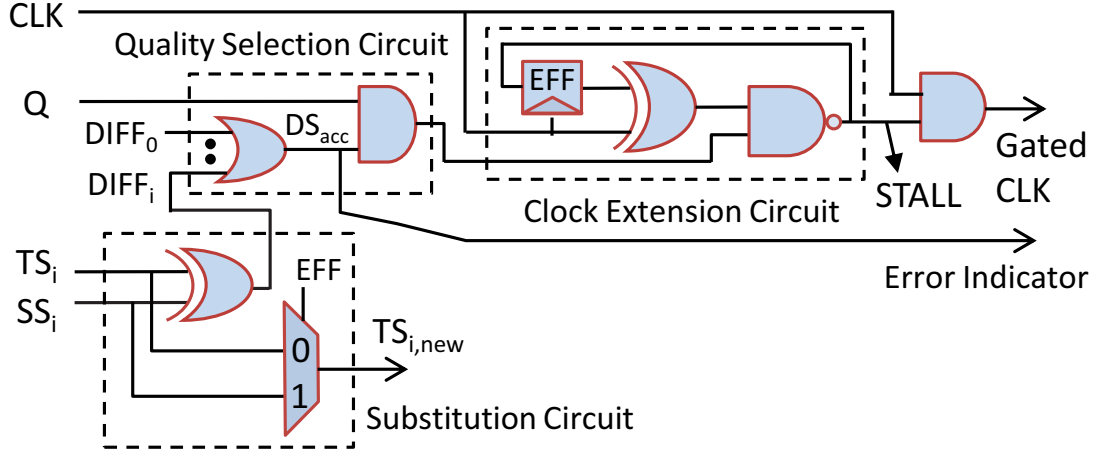 CLK
Quality Selection Circuit
EFF
Q
DIFF0
DSacc
DIFFi
Gated
CLK
STALL
Clock Extension Circuit
TSi
EFF
Error Indicator
SSi
TSi,new
0
1
Substitution Circuit